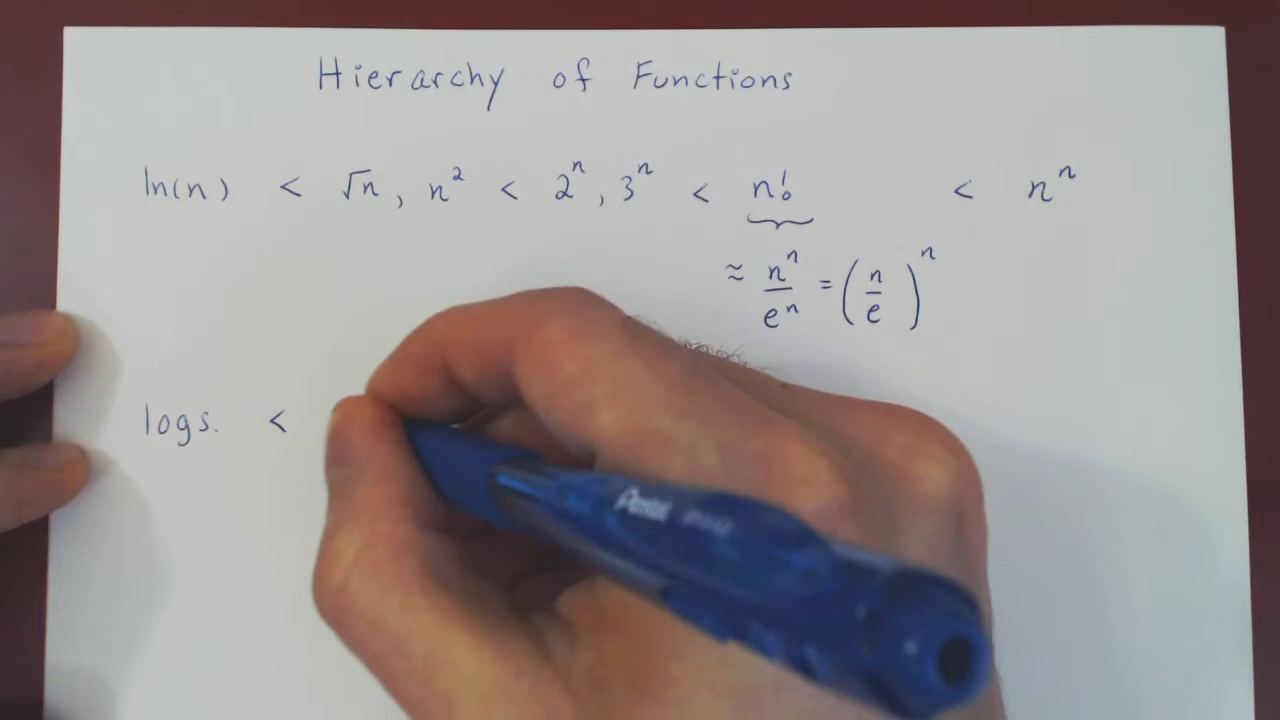 Hierarchy of Functions
ln(n) < √n, n² < 2ⁿ, 3ⁿ < n! < nⁿ
≈ nⁿ/eⁿ = (n/e)ⁿ
logs. <
Pentel